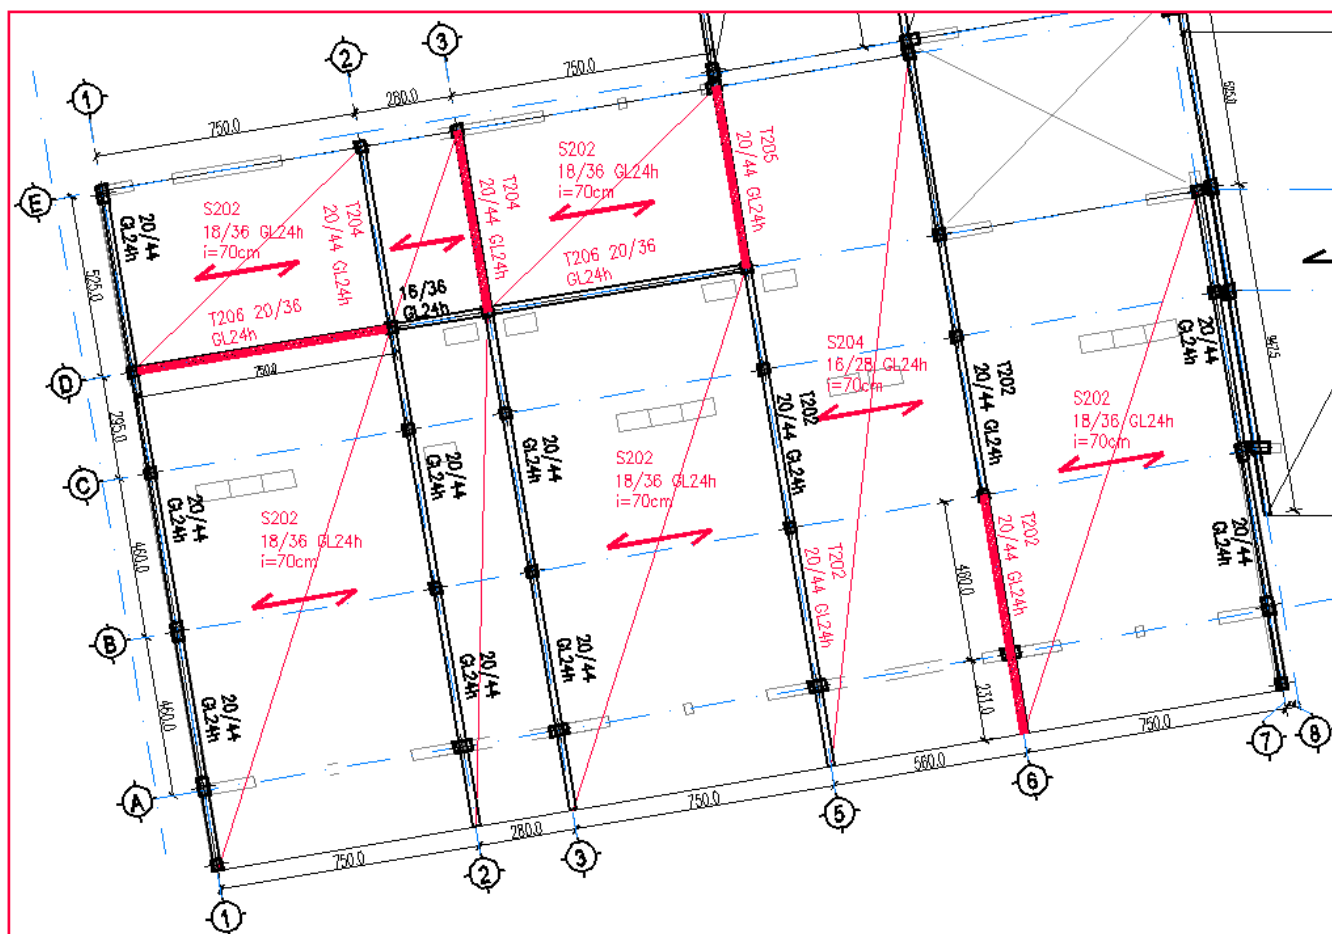 3
2
750.0
280.0
1
750.0
525.0
S202
18/36 GL24h
i=70cm
T205
20/44 GL24h
E
20/44
GL24h
S202
18/36 GL24h
i=70cm
T204
20/44 GL24h
T204
20/44 GL24h
T206 20/36
GL24h
525.0
16/36
GL24h
T206 20/36
GL24h
D
750.0
S204
16/28 GL24h
i=70cm
20/44
GL24h
947.5
295.0
T202
20/44 GL24h
T202
20/44 GL24h
S202
18/36 GL24h
i=70cm
C
20/44
GL24h
20/44
GL24h
S202
18/36 GL24h
i=70cm
20/44
GL24h
S202
18/36 GL24h
i=70cm
T202
20/44 GL24h
20/44
GL24h
460.0
T202
20/44 GL24h
460.0
B
20/44
GL24h
20/44
GL24h
20/44
GL24h
460.0
231.0
A
750.0
7
8
560.0
6
750.0
5
280.0
3
750.0
2
1